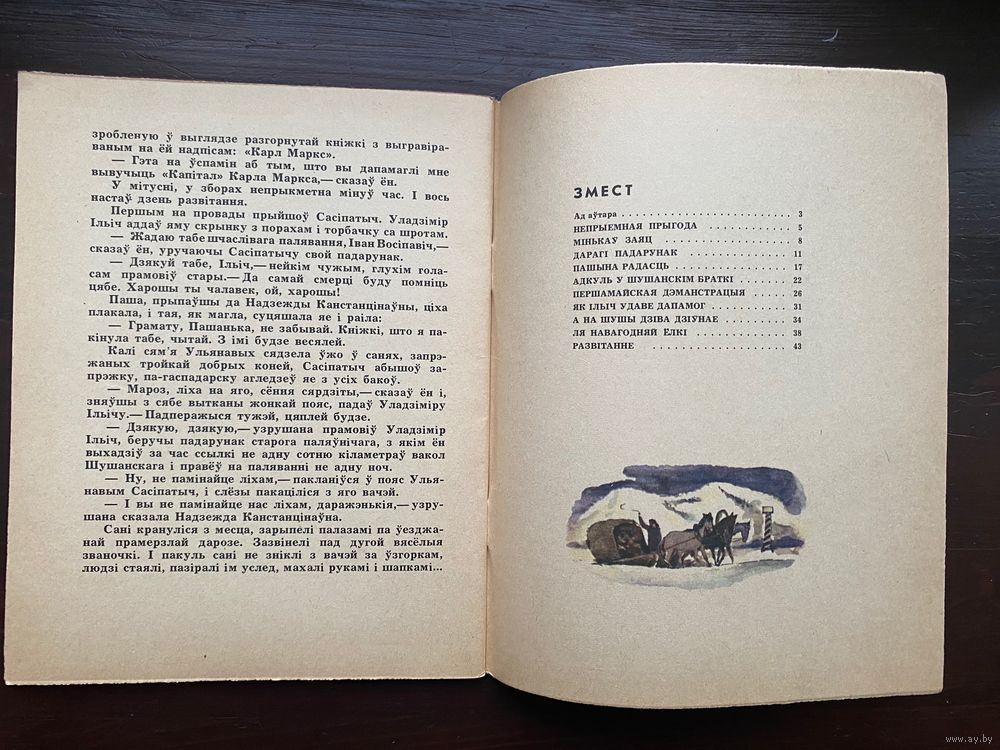 зробленую ў выглядзе разгорнутай кніжкі з выгравіра-
ваным на ёй надпісам: «Карл Маркс».
— Гэта на ўспамін аб тым, што вы дапамаглі мне
вывучыць «Капітал» Карла Маркса,— сказаў ён.
У мітусні, у зборах непрыкметна мінуў час. І вось
настаў дзень развітання.
Першым на провады прыйшоў Сасіпатыч. Уладзімір
Ільіч аддаў яму скрынку з порахам і торбачку са шротам.
— Жадаю табе шчаслівага палявання, Іван Восіпавіч,—
сказаў ён, уручаючы Сасіпатычу свой падарунак.
— Дзякуй табе, Ільіч,— нейкім чужым, глухім гола-
сам прамовіў стары.— Да самай смерці буду помніць
цябе. Харошы ты чалавек, ой, харошы!
Паша, прыпаўшы да Надзежды Канстанцінаўны, ціха
плакала, і тая, як магла, суцяшала яе і раіла:
— Грамату, Пашанька, не забывай. Кніжкі, што я па-
кінула табе, чытай. З імі будзе весялей.
Калі сям'я Ульянавых сядзела ўжо ў санях, запрэ-
жаных тройкай добрых коней, Сасіпатыч абышоў за-
прэжку, па-гаспадарску агледзеў яе з усіх бакоў.
— Мароз, ліха на яго, сёння сярдзіты,— сказаў ён і,
зняўшы з сябе вытканы жонкай пояс, падаў Уладзіміру
Ільічу.— Падперажыся тужэй, цяплей будзе.
— Дзякую, дзякую,— узрушана прамовіў Уладзімір
Ільіч, беручы падарунак старога паляўнічага, з якім ён
выхадзіў за час ссылкі не адну сотню кіламетраў вакол
Шушанскага і правёў на паляванні не адну ноч.
— Ну, не памінайце ліхам,— пакланіўся ў пояс Улья-
навым Сасіпатыч, і слёзы пакаціліся з яго вачэй.
— І вы не памінайце нас ліхам, даражэнькія,— узру-
шана сказала Надзежда Канстанцінаўна.
Сані крануліся з месца, зарыпелі палазамі па ўезджа-
най прамерзлай дарозе. Зазвінелі пад дугой вясёлыя
званочкі. І пакуль сані не зніклі з вачэй за ўзгоркам,
людзі стаялі, пазіралі ім услед, махалі рукамі і шапкамі...
ЗМЕСТ
Ад аўтара . . . . . . . . . . . . . . . . . . . . . . . 3
НЕПРЫЕМНАЯ ПРЫГОДА . . . . . . . . . . . 5
МІНЬКАЎ ЗАЯЦ . . . . . . . . . . . . . . . . . . 8
ДАРАГІ ПАДАРУНАК . . . . . . . . . . . . . . . 11
ПАШЫНА РАДАСЦЬ . . . . . . . . . . . . . . . 17
АДКУЛЬ У ШУШАНСКІМ БРАТКІ . . . . . . . 22
ПЕРШАМАЙСКАЯ ДЭМАНСТРАЦЫЯ . . . . . . 26
ЯК ІЛЬІЧ УДАВЕ ДАПАМОГ . . . . . . . . . . . 31
А НА ШУШЫ ДЗІВА ДЗІЎНАЕ . . . . . . . . . 34
ЛЯ НАВАГОДНЯЙ ЁЛКІ . . . . . . . . . . . . . 38
РАЗВІТАННЕ . . . . . . . . . . . . . . . . . . . 43
www.ay.by